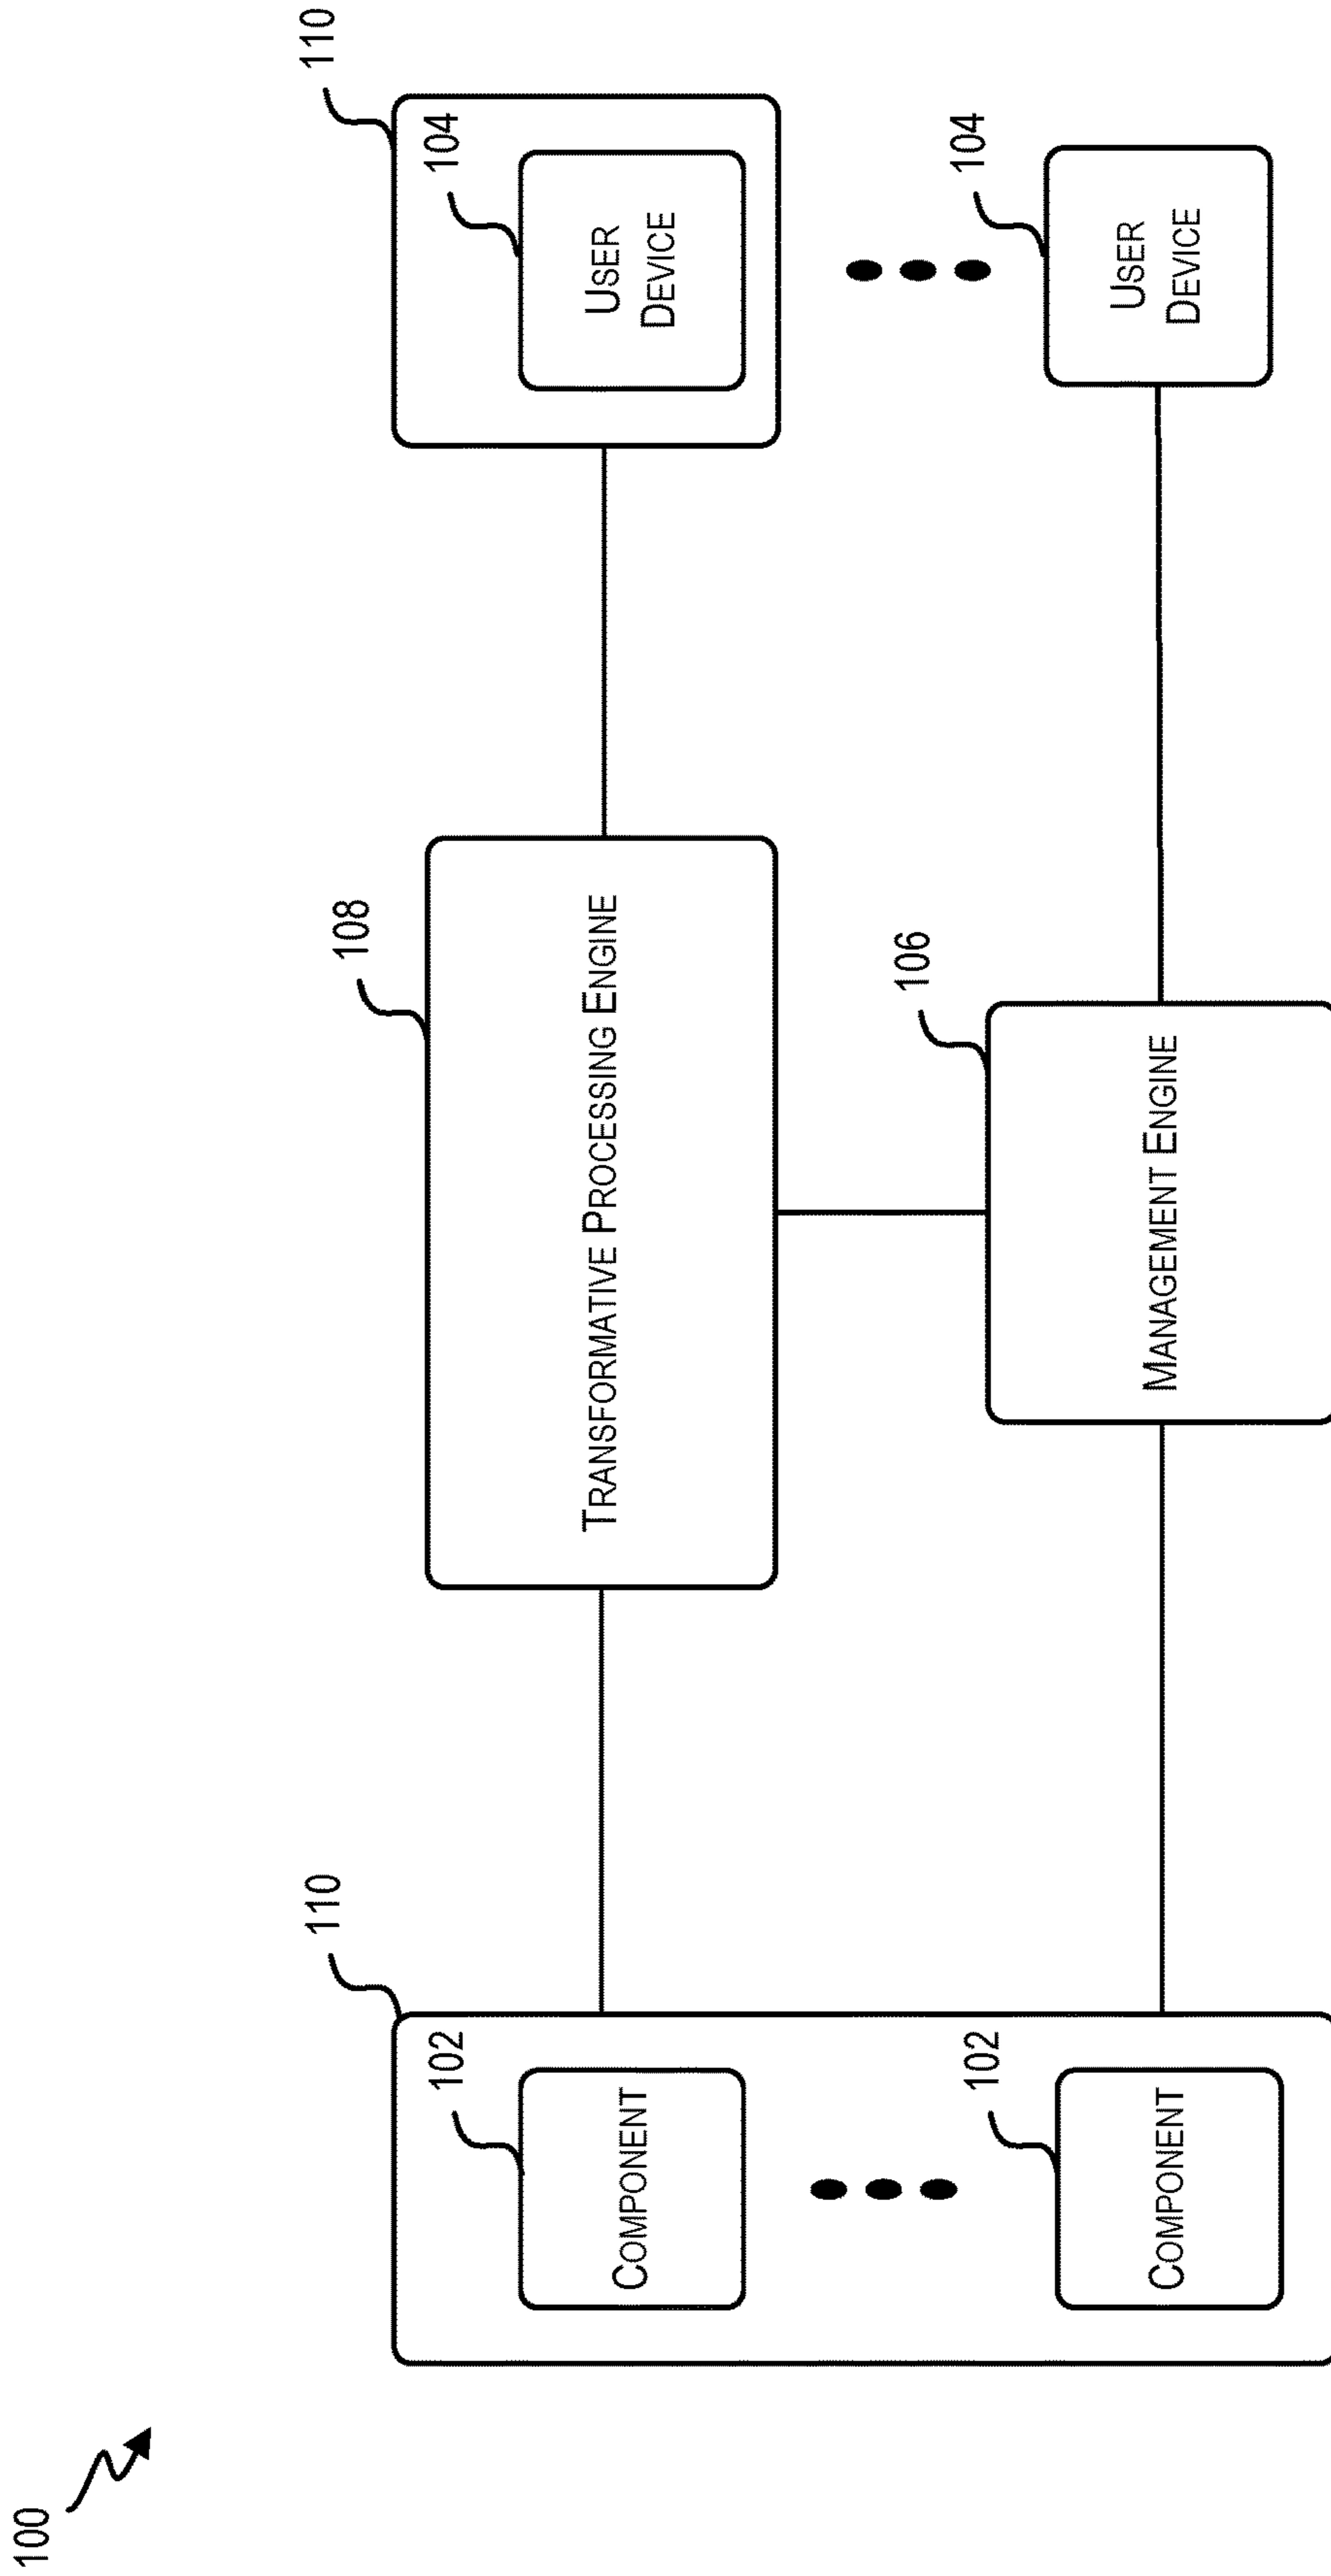 100
110
110
108
102
104
COMPONENT
TRANSFORMATIVE PROCESSING ENGINE
USER
DEVICE
106
102
104
COMPONENT
MANAGEMENT ENGINE
USER
DEVICE